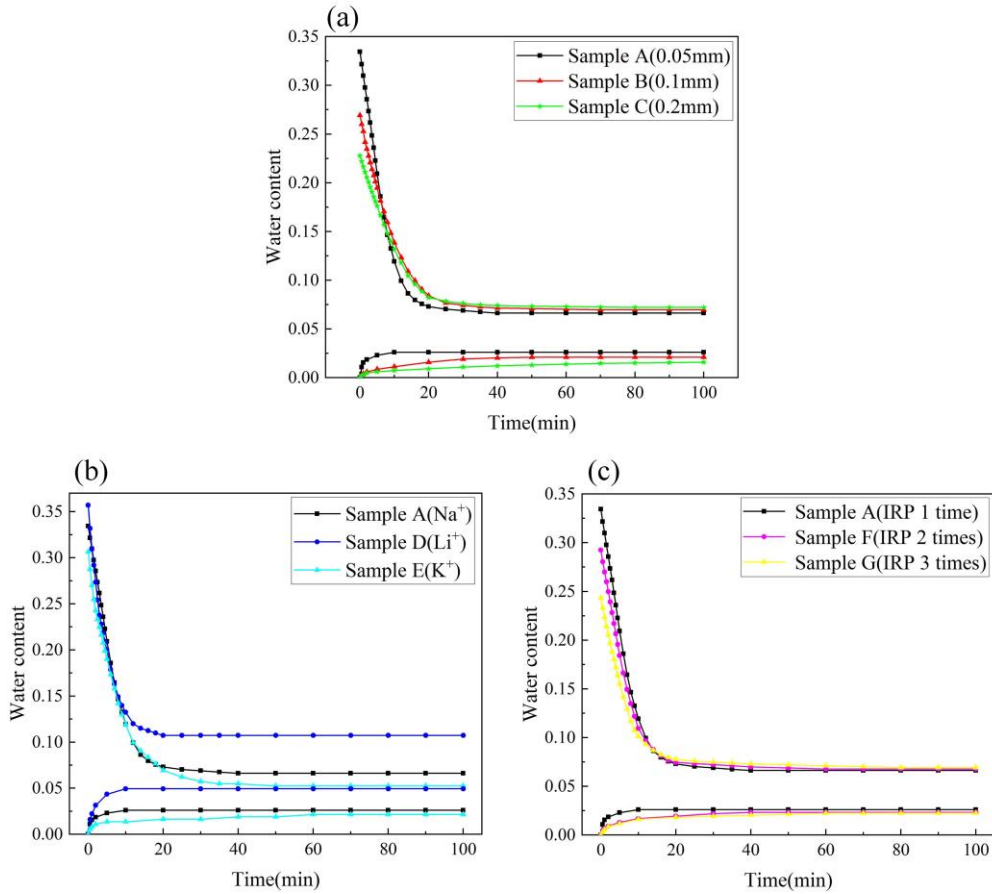 (a)
Sample A(0.05mm)
Sample B(0.1mm)
Sample C(0.2mm)
0.35
0.30
0.25
0.20
0.15
0.10
0.05
0.00
Water content
0 20 40 60 80 100
Time(min)
(b)
Sample A(Na⁺)
Sample D(Li⁺)
Sample E(K⁺)
0.35
0.30
0.25
0.20
0.15
0.10
0.05
0.00
Water content
0 20 40 60 80 100
Time(min)
(c)
Sample A(IRP 1 time)
Sample F(IRP 2 times)
Sample G(IRP 3 times)
0.35
0.30
0.25
0.20
0.15
0.10
0.05
0.00
Water content
0 20 40 60 80 100
Time(min)